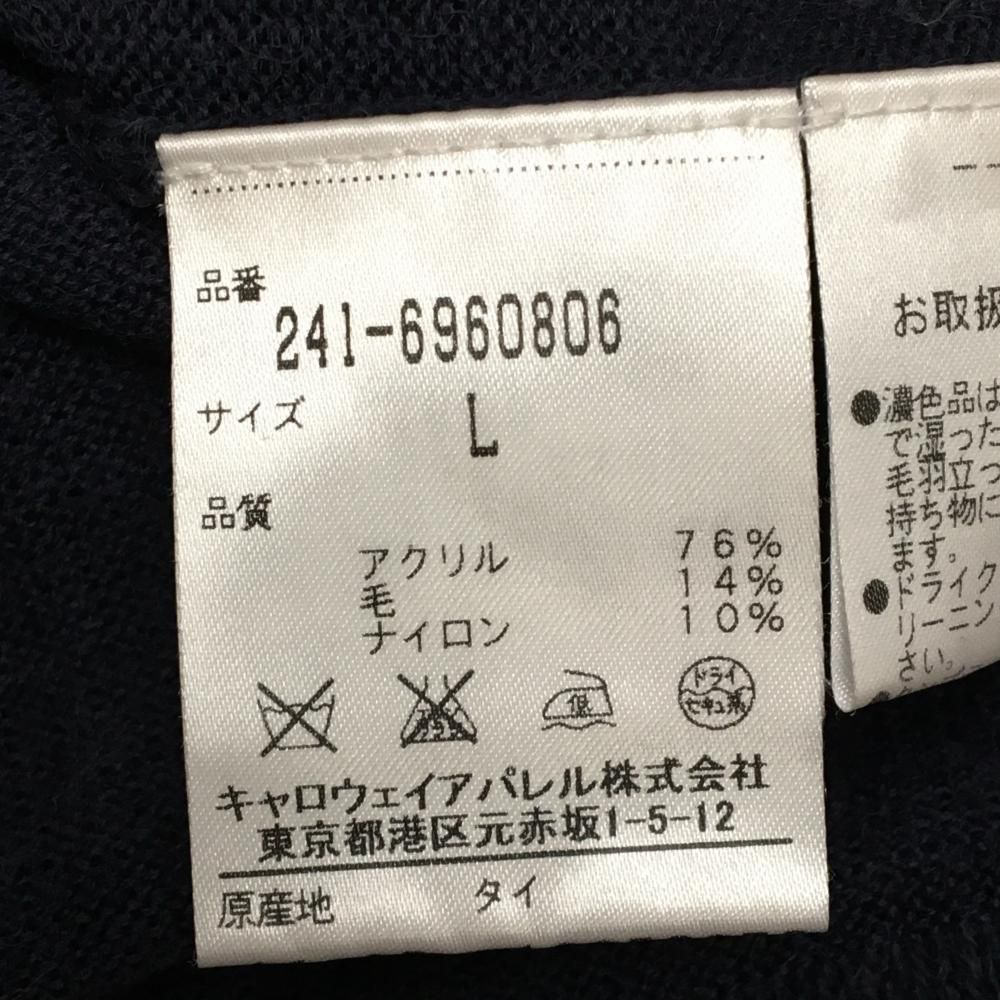 品番
241-6960806
サイズ L
品質
アクリル 76%
毛 14%
ナイロン 10%
低
ドライ
セキュ系
キャロウェイアパレル株式会社
東京都港区元赤坂1-5-12
原産地 タイ
お取扱
●濃色品は
で湿った
毛羽立つ
持ち物に
ます。
●ドライク
リーニン
さい。